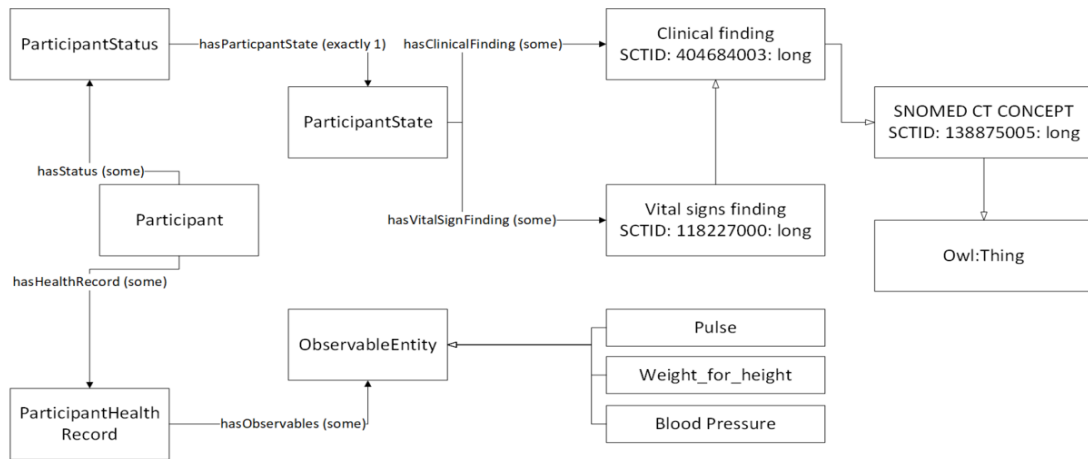 ParticipantStatus
hasParticpantState (exactly 1)
hasClinicalFinding (some)
Clinical finding
SCTID: 404684003: long
ParticipantState
SNOMED CT CONCEPT
SCTID: 138875005: long
hasStatus (some)
Participant
hasVitalSignFinding (some)
Vital signs finding
SCTID: 118227000: long
Owl:Thing
hasHealthRecord (some)
ObservableEntity
Pulse
Weight_for_height
Blood Pressure
ParticipantHealth
Record
hasObservables (some)